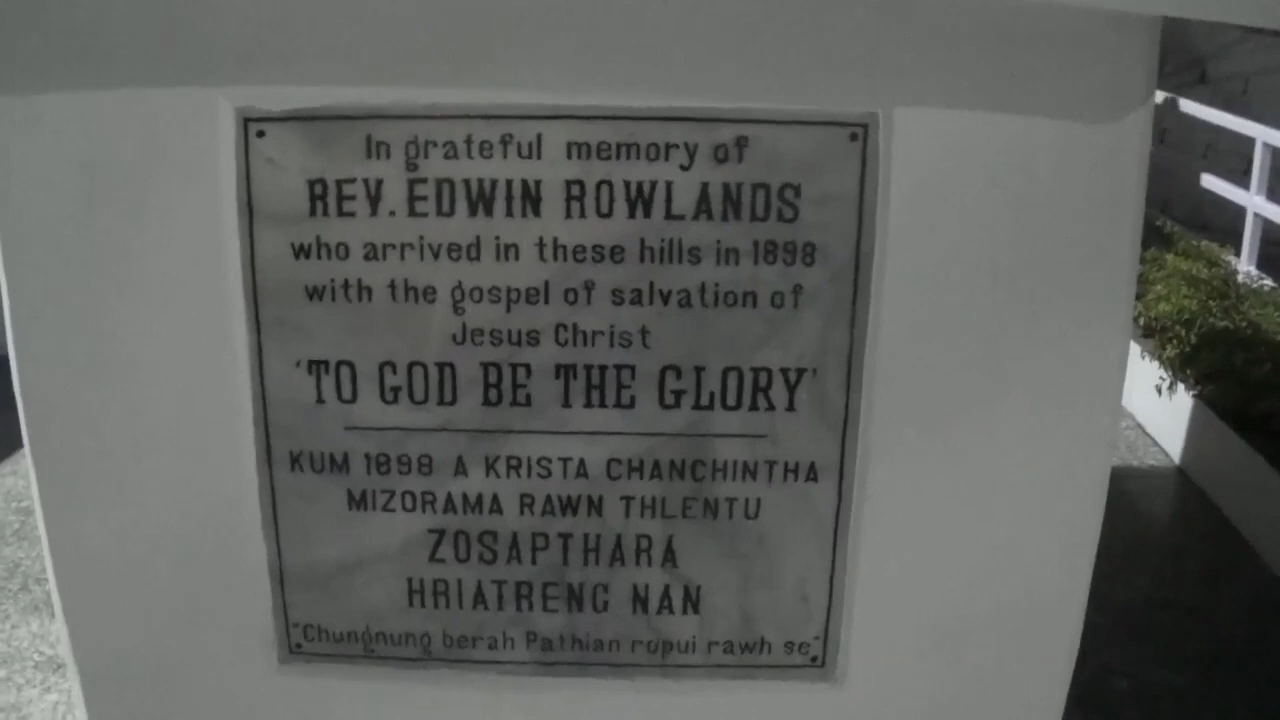 In grateful memory of
REV. EDWIN ROWLANDS
who arrived in these hills in 1898
with the gospel of salvation of
Jesus Christ
'TO GOD BE THE GLORY'
KUM 1898 A KRISTA CHANCHINTHA
MIZORAMA RAWN THLENTU
ZOSAPTHARA
HRIATRENG NAN
"Chungnung berah Pathian ropui rawh se"